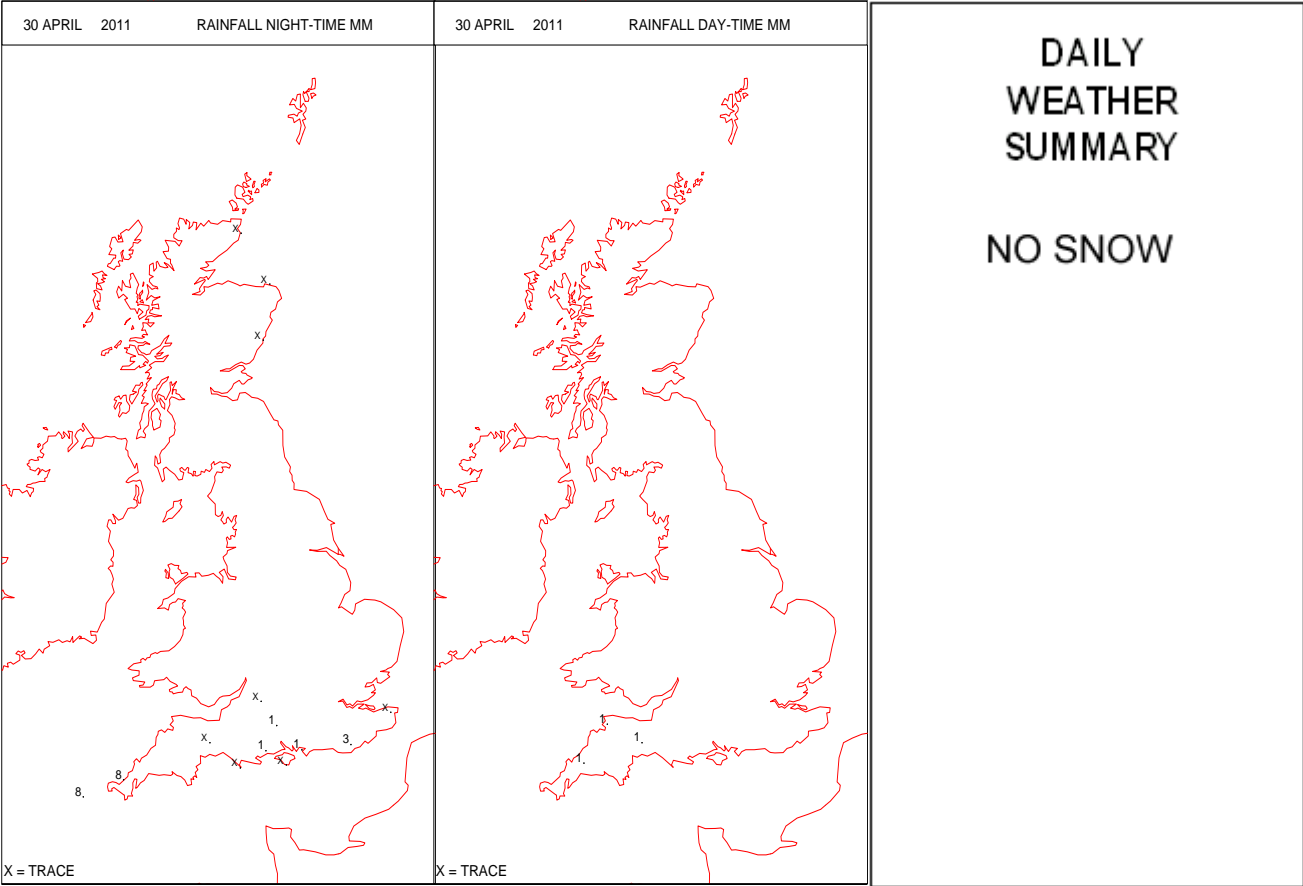 30 APRIL 2011 RAINFALL NIGHT-TIME MM
X.
X.
X.
X.
X.
1.
X. 1. 1. 3.
X. X.
8.
8.
X = TRACE
30 APRIL 2011 RAINFALL DAY-TIME MM
1.
1.
1.
X = TRACE
DAILY
WEATHER
SUMMARY
NO SNOW